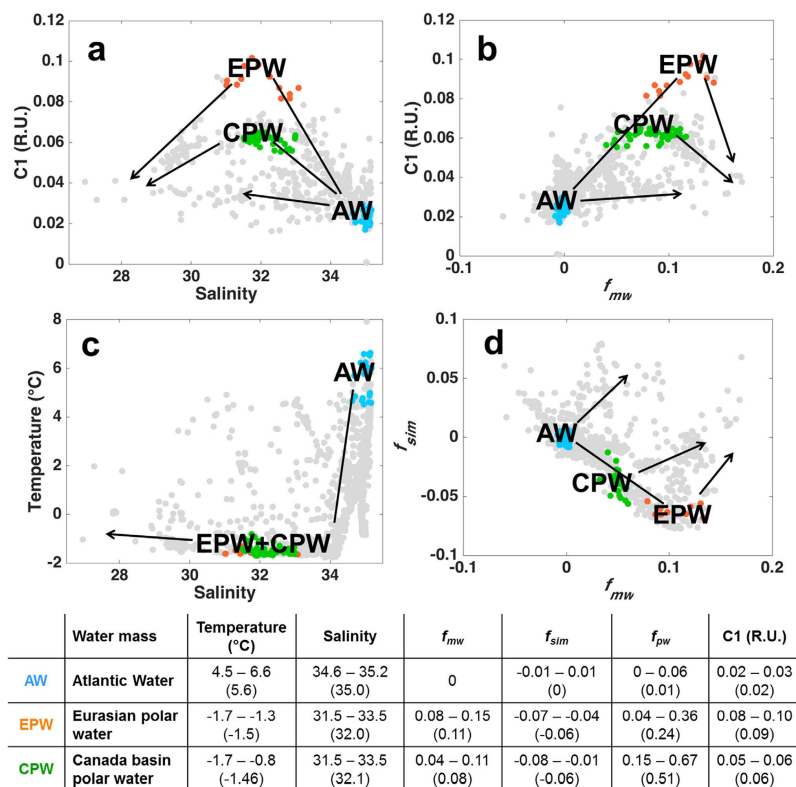 a
C1 (R.U.)
0.12
0.1
0.08
0.06
0.04
0.02
0
EPW
CPW
AW
28
30
32
34
Salinity
b
C1 (R.U.)
0.12
0.1
0.08
0.06
0.04
0.02
0
EPW
CPW
AW
-0.1
0
0.1
0.2
fmw
c
Temperature (°C)
8
6
4
2
0
-2
AW
EPW+CPW
28
30
32
34
Salinity
d
fsim
0.1
0.05
0
-0.05
-0.1
AW
CPW
EPW
-0.1
0
0.1
0.2
fmw
Water mass Temperature (°C) Salinity fmw fsim fpw C1 (R.U.)
AW Atlantic Water 4.5 – 6.6 (5.6) 34.6 – 35.2 (35.0) 0 -0.01 – 0.01 (0) 0 – 0.06 (0.01) 0.02 – 0.03 (0.02)
EPW Eurasian polar water -1.7 – -1.3 (-1.5) 31.5 – 33.5 (32.0) 0.08 – 0.15 (0.11) -0.07 – -0.04 (-0.06) 0.04 – 0.36 (0.24) 0.08 – 0.10 (0.09)
CPW Canada basin polar water -1.7 – -0.8 (-1.46) 31.5 – 33.5 (32.1) 0.04 – 0.11 (0.08) -0.08 – -0.01 (-0.06) 0.15 – 0.67 (0.51) 0.05 – 0.06 (0.06)